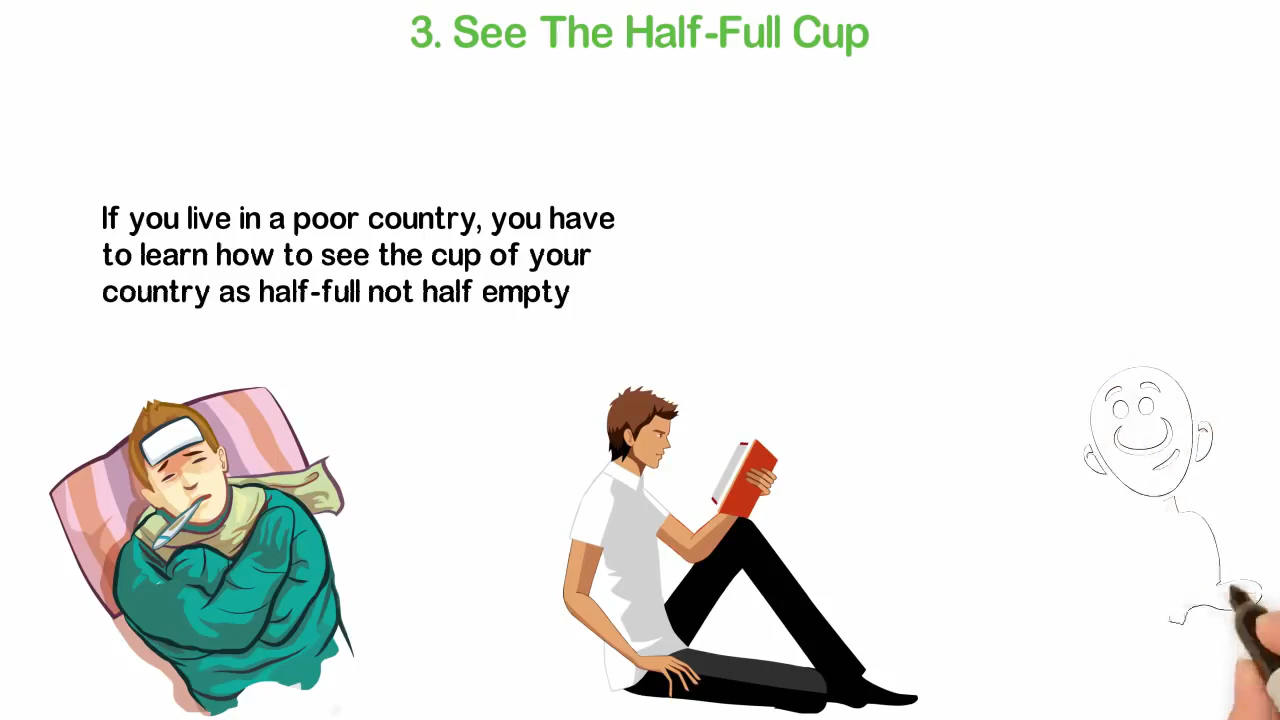 3. See The Half-Full Cup
If you live in a poor country, you have
to learn how to see the cup of your
country as half-full not half empty